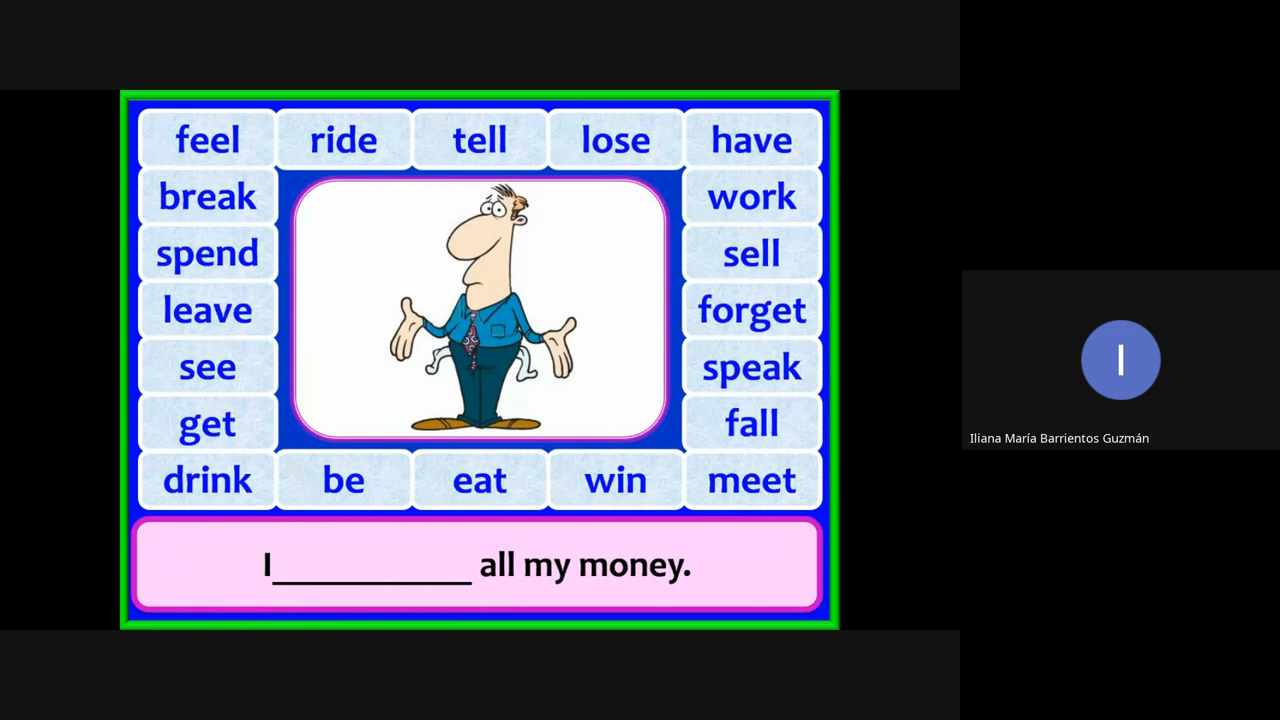 feel ride tell lose have
break work
spend sell
leave forget
see speak
get fall
drink be eat win meet
I__________ all my money.
I
Iliana María Barrientos Guzmán